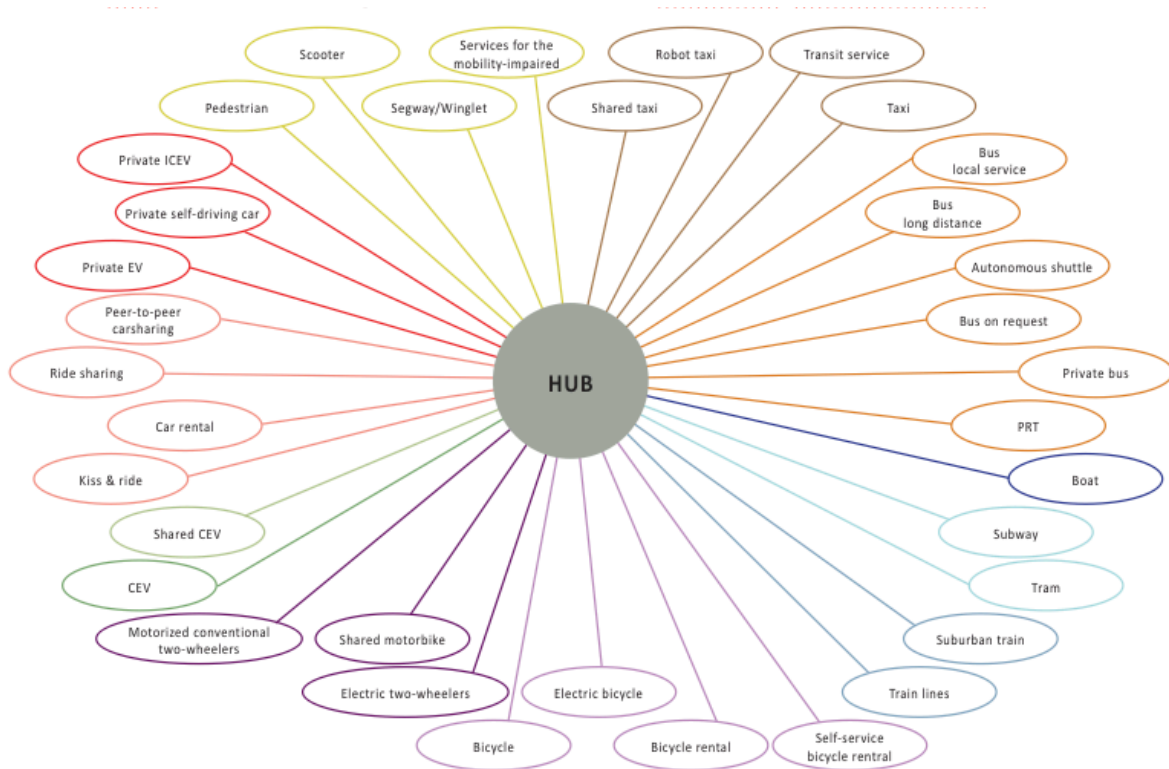 Scooter
Services for the
mobility-impaired
Robot taxi
Transit service
Pedestrian
Segway/Winglet
Shared taxi
Taxi
Private ICEV
Bus
local service
Private self-driving car
Bus
long distance
Private EV
Autonomous shuttle
Peer-to-peer
carsharing
Bus on request
Ride sharing
HUB
Private bus
Car rental
PRT
Kiss & ride
Boat
Shared CEV
Subway
CEV
Tram
Motorized conventional
two-wheelers
Shared motorbike
Suburban train
Electric two-wheelers
Electric bicycle
Train lines
Bicycle
Bicycle rental
Self-service
bicycle rentral